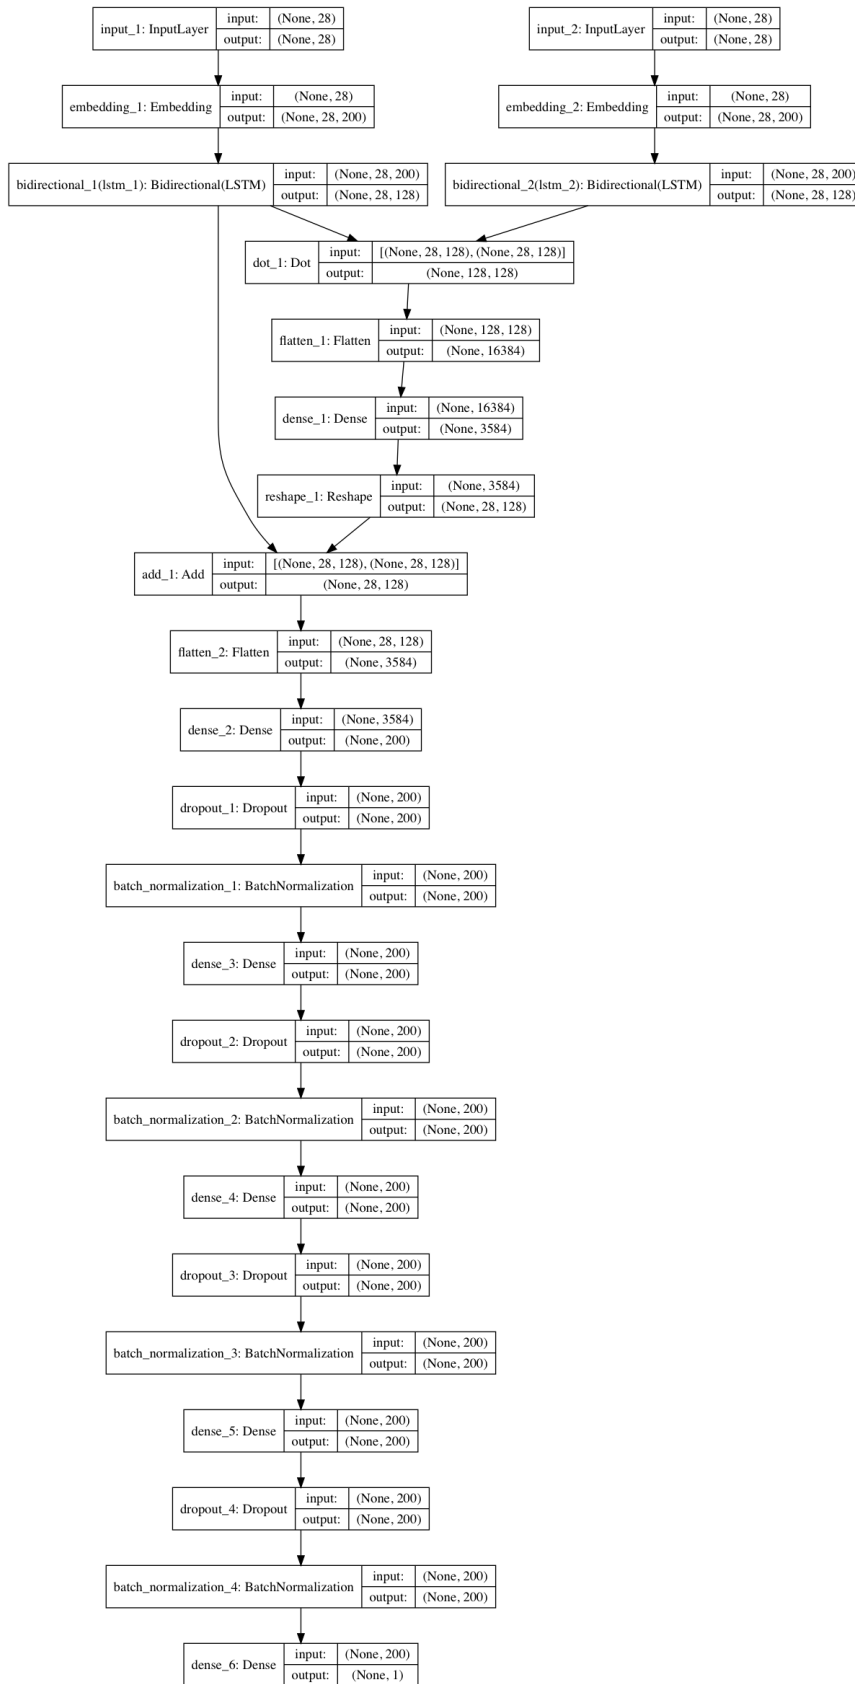 input_1: InputLayer
input: (None, 28)
output: (None, 28)
input_2: InputLayer
input: (None, 28)
output: (None, 28)
embedding_1: Embedding
input: (None, 28)
output: (None, 28, 200)
embedding_2: Embedding
input: (None, 28)
output: (None, 28, 200)
bidirectional_1(lstm_1): Bidirectional(LSTM)
input: (None, 28, 200)
output: (None, 28, 128)
bidirectional_2(lstm_2): Bidirectional(LSTM)
input: (None, 28, 200)
output: (None, 28, 128)
dot_1: Dot
input: [(None, 28, 128), (None, 28, 128)]
output: (None, 128, 128)
flatten_1: Flatten
input: (None, 128, 128)
output: (None, 16384)
dense_1: Dense
input: (None, 16384)
output: (None, 3584)
reshape_1: Reshape
input: (None, 3584)
output: (None, 28, 128)
add_1: Add
input: [(None, 28, 128), (None, 28, 128)]
output: (None, 28, 128)
flatten_2: Flatten
input: (None, 28, 128)
output: (None, 3584)
dense_2: Dense
input: (None, 3584)
output: (None, 200)
dropout_1: Dropout
input: (None, 200)
output: (None, 200)
batch_normalization_1: BatchNormalization
input: (None, 200)
output: (None, 200)
dense_3: Dense
input: (None, 200)
output: (None, 200)
dropout_2: Dropout
input: (None, 200)
output: (None, 200)
batch_normalization_2: BatchNormalization
input: (None, 200)
output: (None, 200)
dense_4: Dense
input: (None, 200)
output: (None, 200)
dropout_3: Dropout
input: (None, 200)
output: (None, 200)
batch_normalization_3: BatchNormalization
input: (None, 200)
output: (None, 200)
dense_5: Dense
input: (None, 200)
output: (None, 200)
dropout_4: Dropout
input: (None, 200)
output: (None, 200)
batch_normalization_4: BatchNormalization
input: (None, 200)
output: (None, 200)
dense_6: Dense
input: (None, 200)
output: (None, 1)